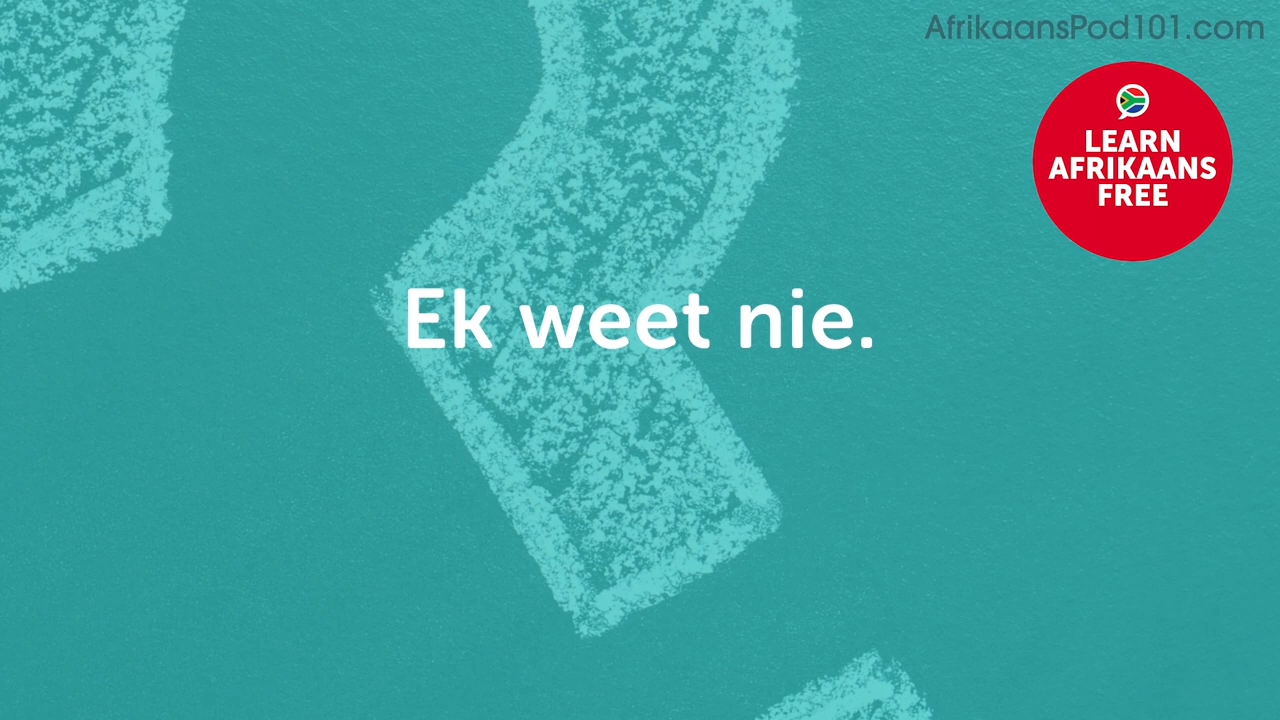 AfrikaansPod101.com
LEARN
AFRIKAANS
FREE
Ek weet nie.